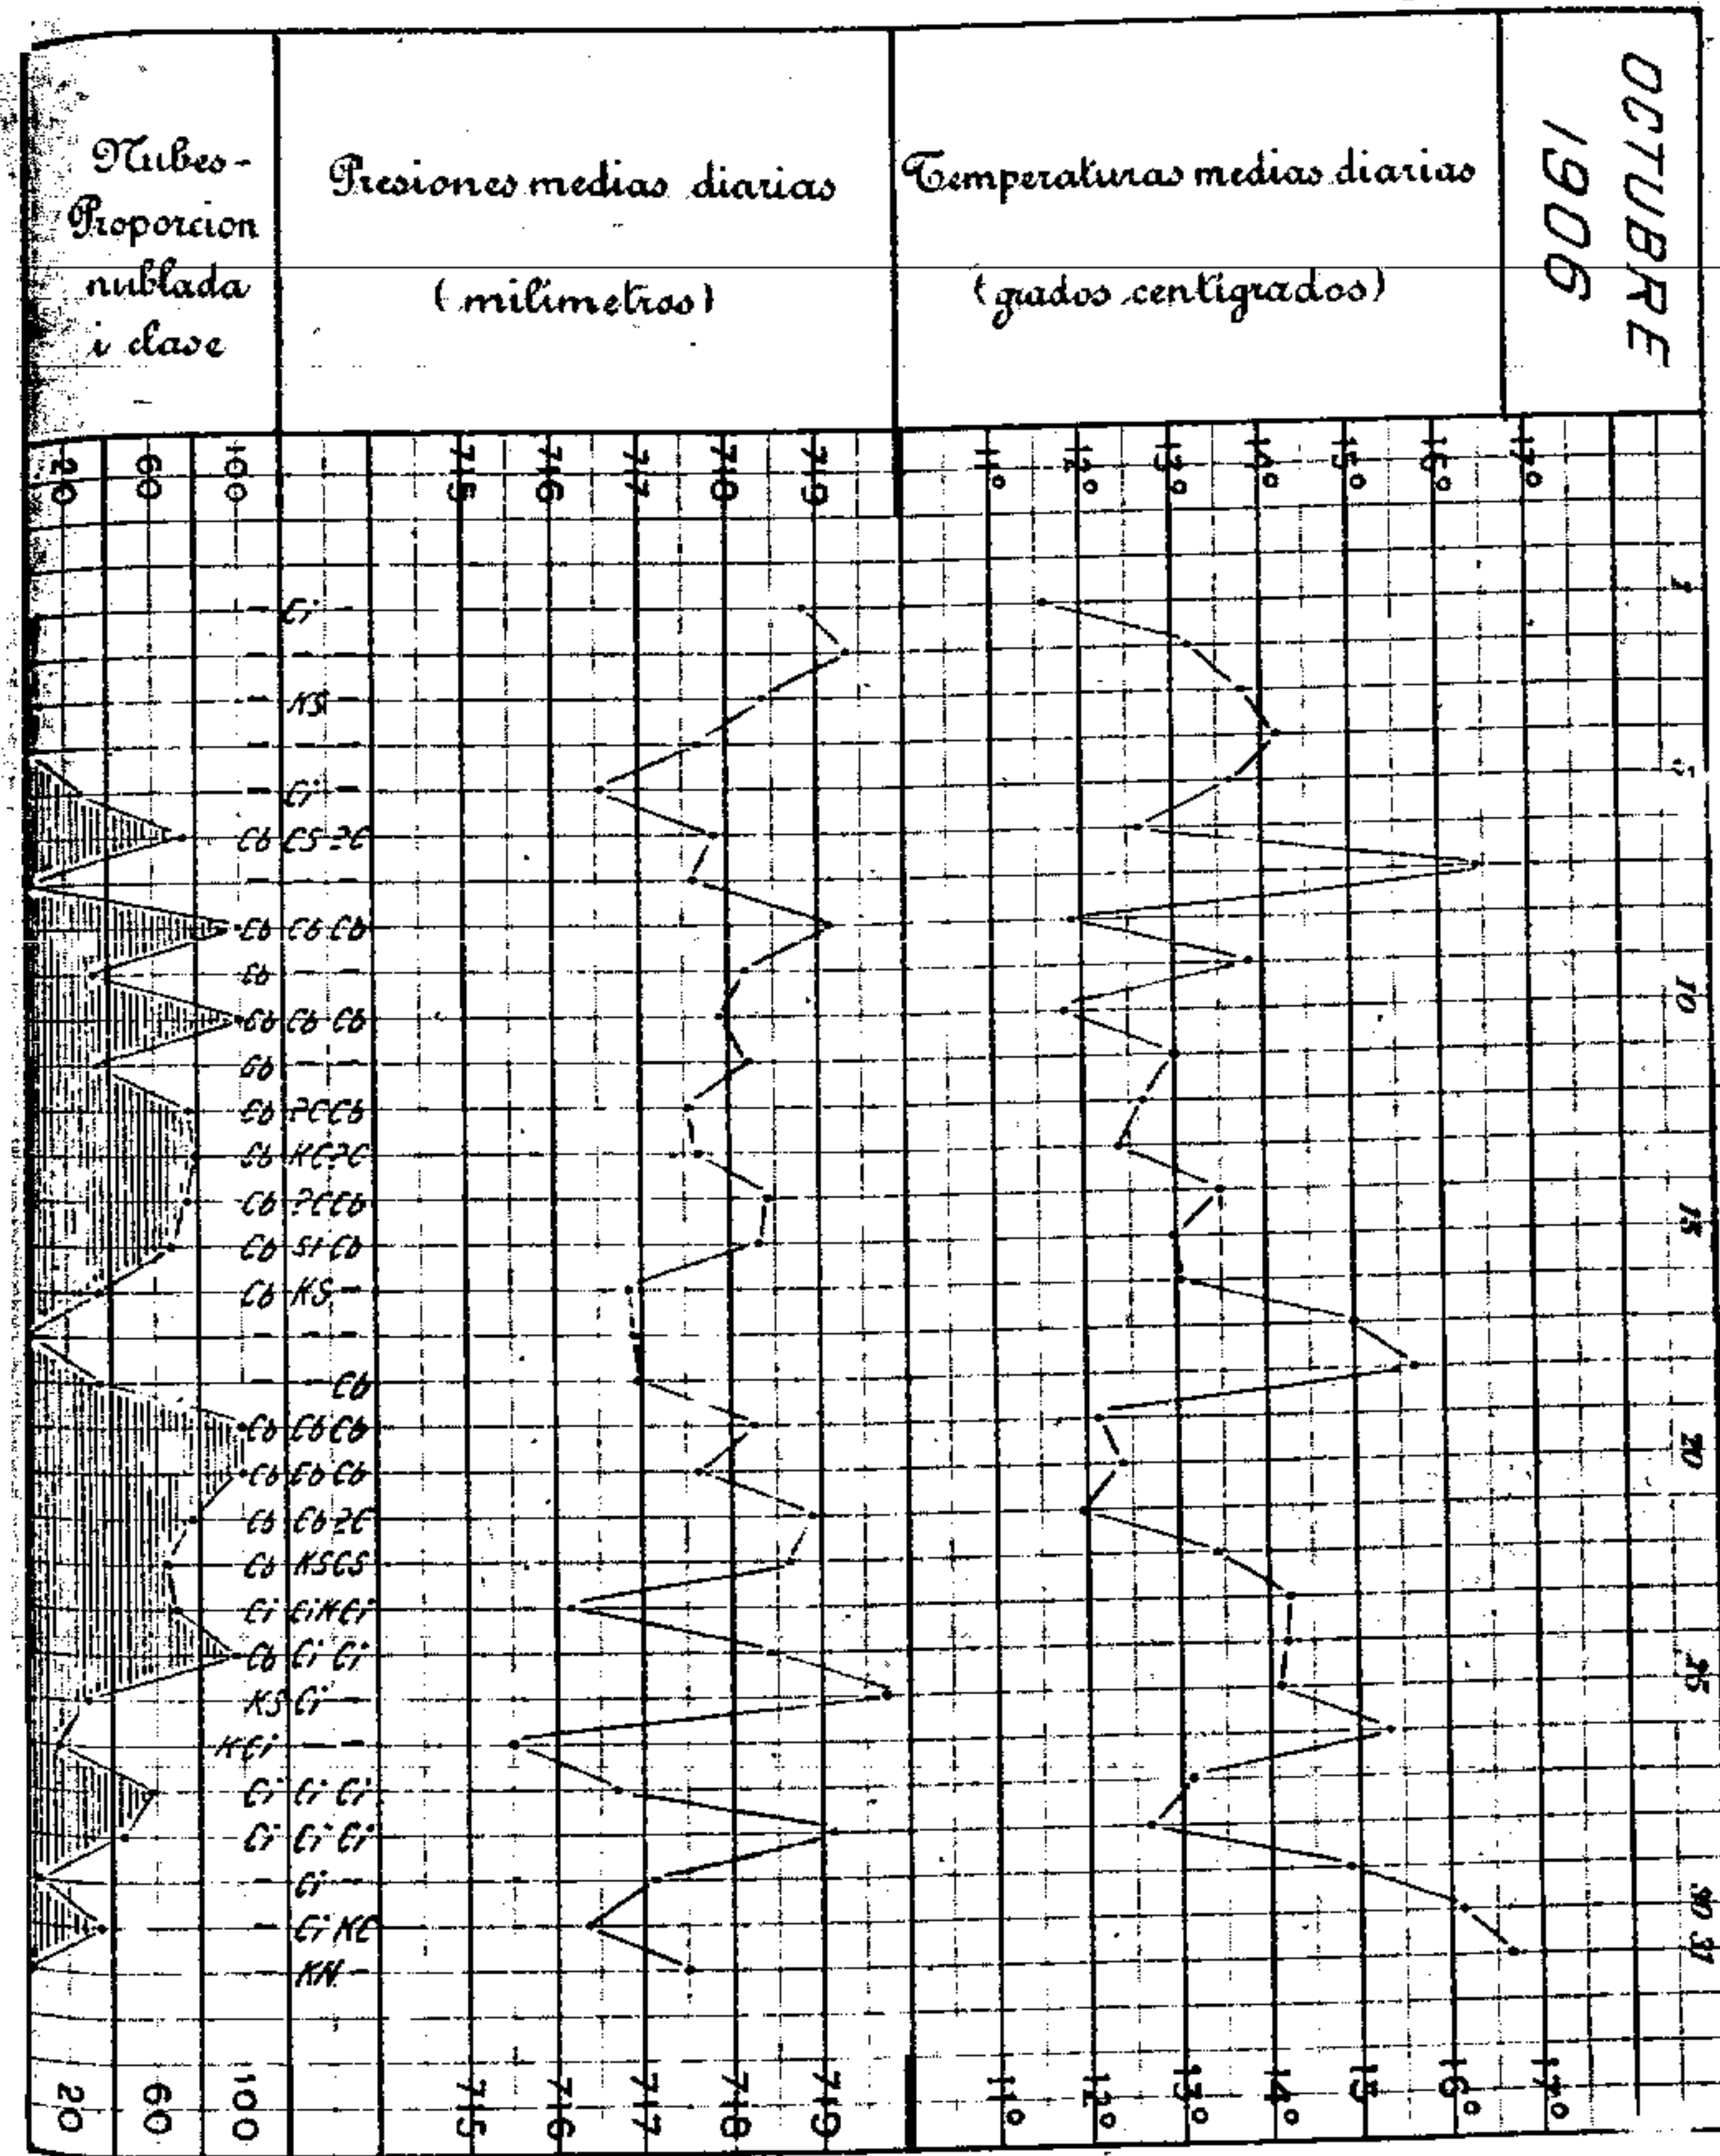 OCTUBRE
1906
Nubes-
Proporcion
nublada
i clase
Presiones medias diarias
(milimetros)
Temperaturas medias diarias
(grados centigrados)
20 60 100 715 716 717 718 719 11° 12° 13° 14° 15° 16° 17°
- Ci - 1
- - -
- KS -
- - -
- Ci - 5
Cb CS ?C
- - -
Cb Cb Cb
Cb - -
Cb Cb Cb 10
Cb - -
Cb ?C Cb
Cb KC ?C
Cb ?C Cb
Cb St Cb 15
Cb KS -
- - -
- - Cb
Cb Cb Cb
Cb Cb Cb 20
Cb Cb ?C
Cb KS CS
Ci Ci KCi
Cb Ci Ci
KS Ci - 25
KCi - -
Ci Ci Ci
Ci Ci Ci
- Ci -
- Ci KC 30
- KN - 31
20 60 100 715 716 717 718 719 11° 12° 13° 14° 15° 16° 17°